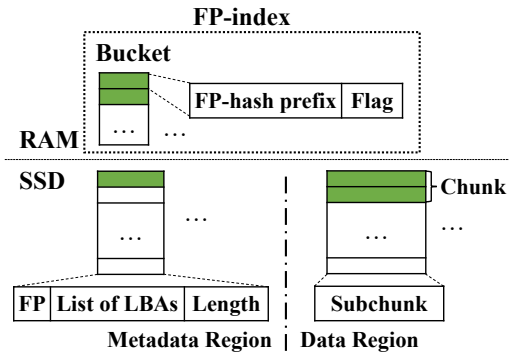 FP-index
Bucket
FP-hash prefix Flag
... ...
RAM
SSD
Chunk
... ... ... ...
FP List of LBAs Length Subchunk
Metadata Region Data Region